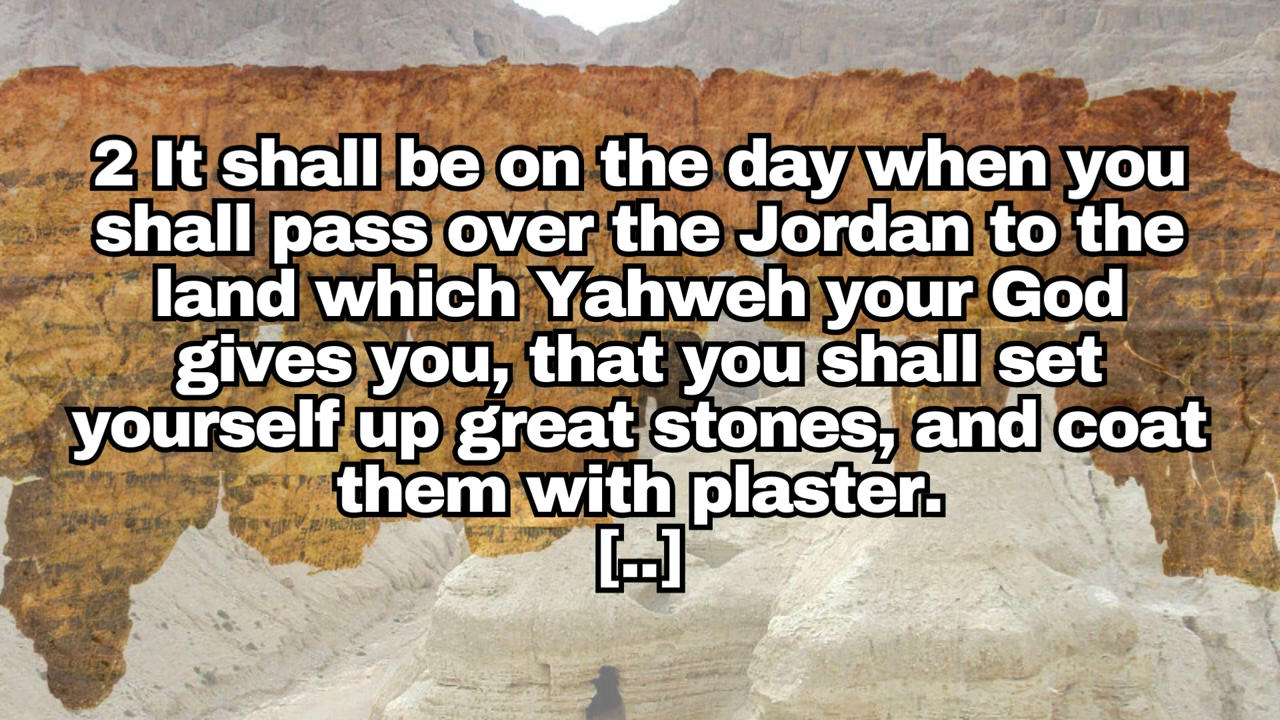 2 It shall be on the day when you
shall pass over the Jordan to the
land which Yahweh your God
gives you, that you shall set
yourself up great stones, and coat
them with plaster.
[..]